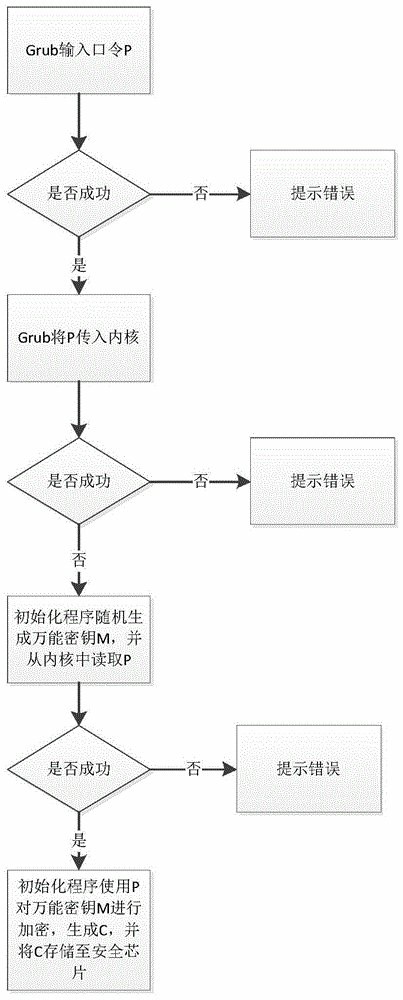 Grub输入口令P
是否成功
否
提示错误
是
Grub将P传入内核
是否成功
否
提示错误
否
初始化程序随机生
成万能密钥M，并
从内核中读取P
是否成功
否
提示错误
是
初始化程序使用P
对万能密钥M进行
加密，生成C，并
将C存储至安全芯
片